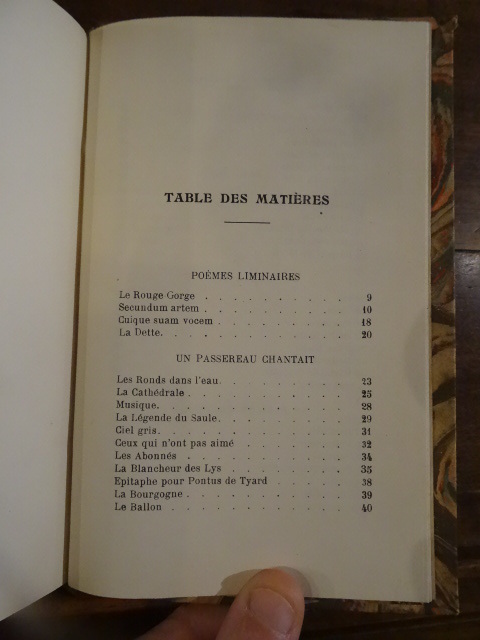 TABLE DES MATIÈRES
POÈMES LIMINAIRES
Le Rouge-Gorge . . . . . . . . . . 9
Secundum artem . . . . . . . . . . 10
Cuique suam vocem . . . . . . . . . 18
La Dette. . . . . . . . . . . . . 20
UN PASSEREAU CHANTAIT
Les Ronds dans l'eau. . . . . . . . . 23
La Cathédrale . . . . . . . . . . . 25
Musique. . . . . . . . . . . . . 28
La Légende du Saule. . . . . . . . . 29
Ciel gris. . . . . . . . . . . . . 31
Ceux qui n'ont pas aimé . . . . . . . 32
Les Abonnés . . . . . . . . . . . 34
La Blancheur des Lys . . . . . . . . 35
Epitaphe pour Pontus de Tyard . . . . . 38
La Bourgogne . . . . . . . . . . . 39
Le Ballon . . . . . . . . . . . . 40